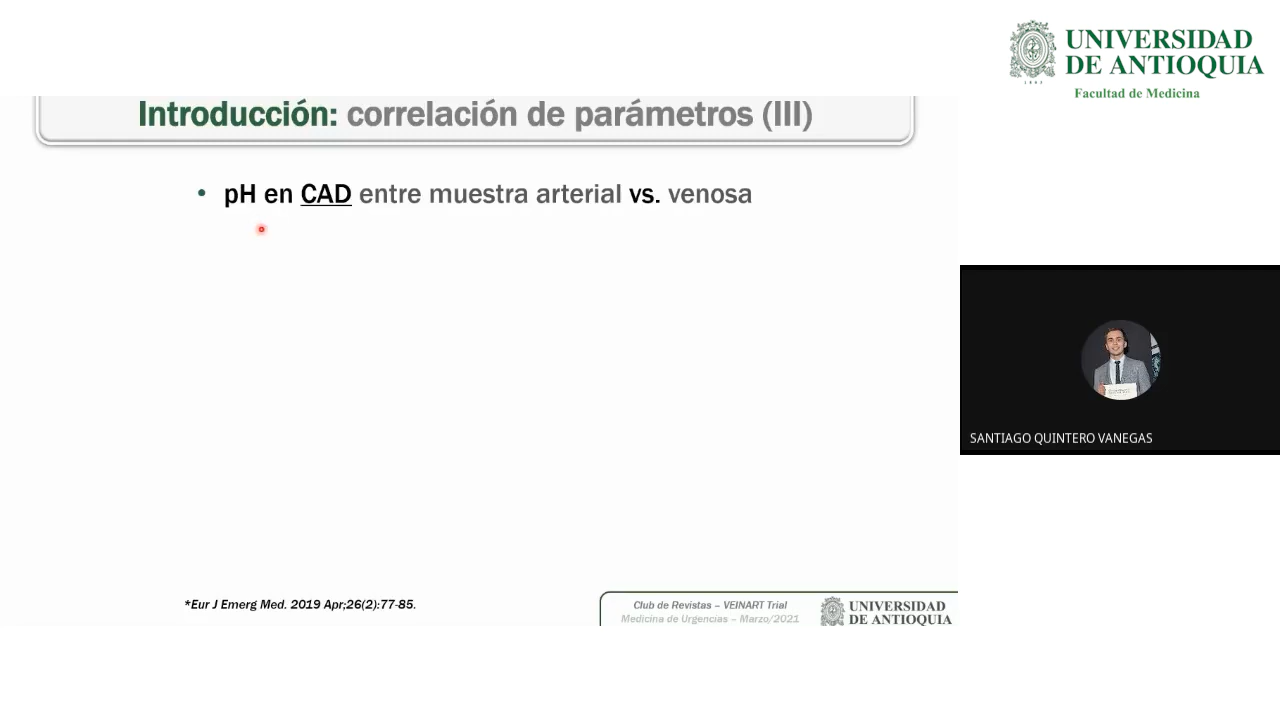 UNIVERSIDAD
DE ANTIOQUIA
1803
Facultad de Medicina
Introducción: correlación de parámetros (III)
• pH en CAD entre muestra arterial vs. venosa
SANTIAGO QUINTERO VANEGAS
*Eur J Emerg Med. 2019 Apr;26(2):77-85.
Club de Revistas – VEINART Trial
Medicina de Urgencias – Marzo/2021
UNIVERSIDAD
DE ANTIOQUIA